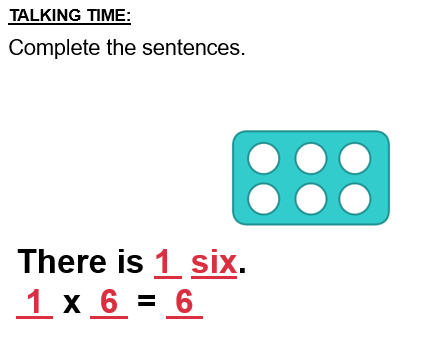 TALKING TIME:
Complete the sentences.
There is 1 six.
1 x 6 = 6